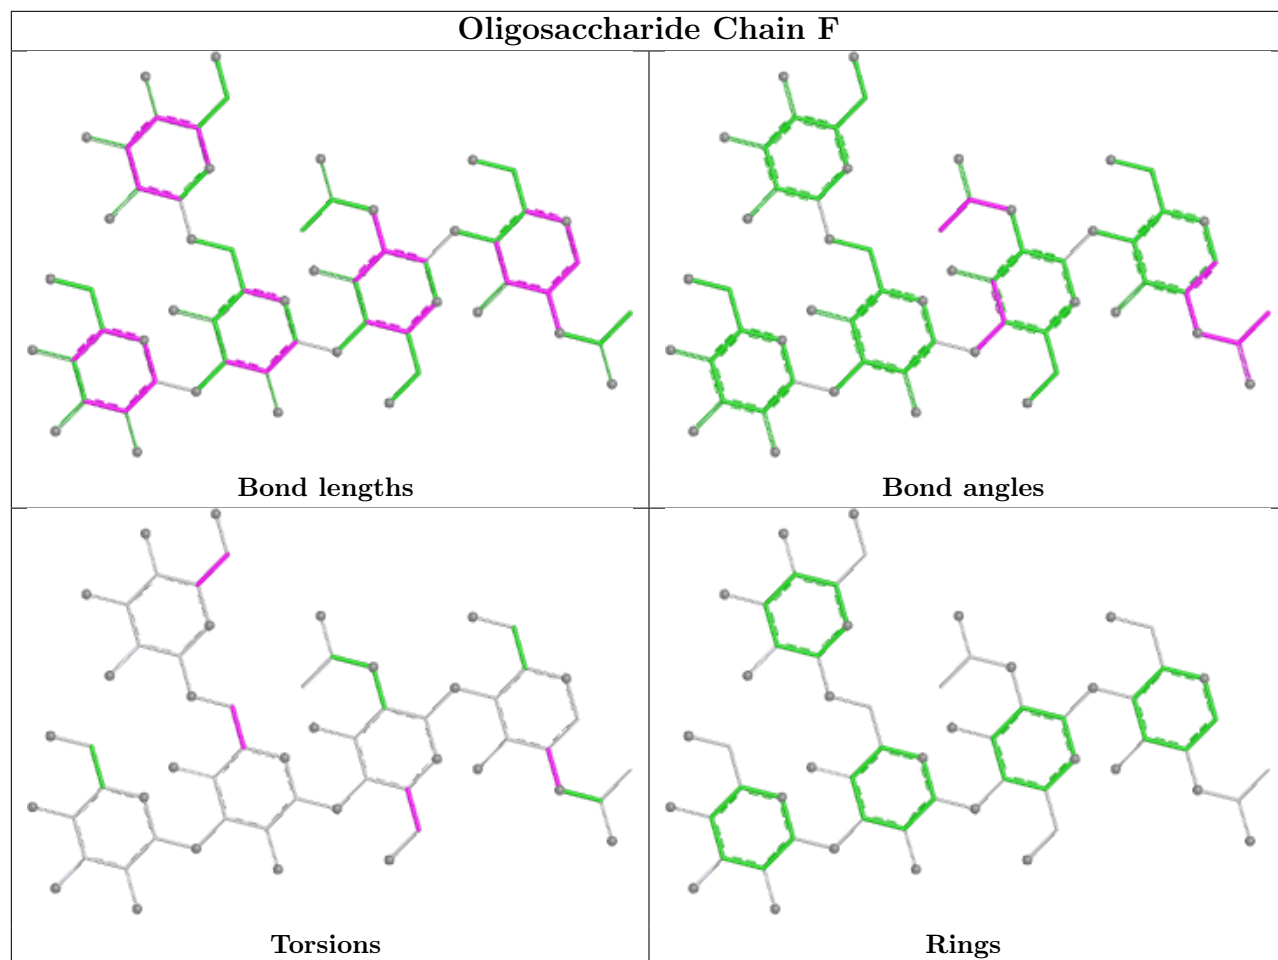 Oligosaccharide Chain F
Bond lengths
Bond angles
Torsions
Rings